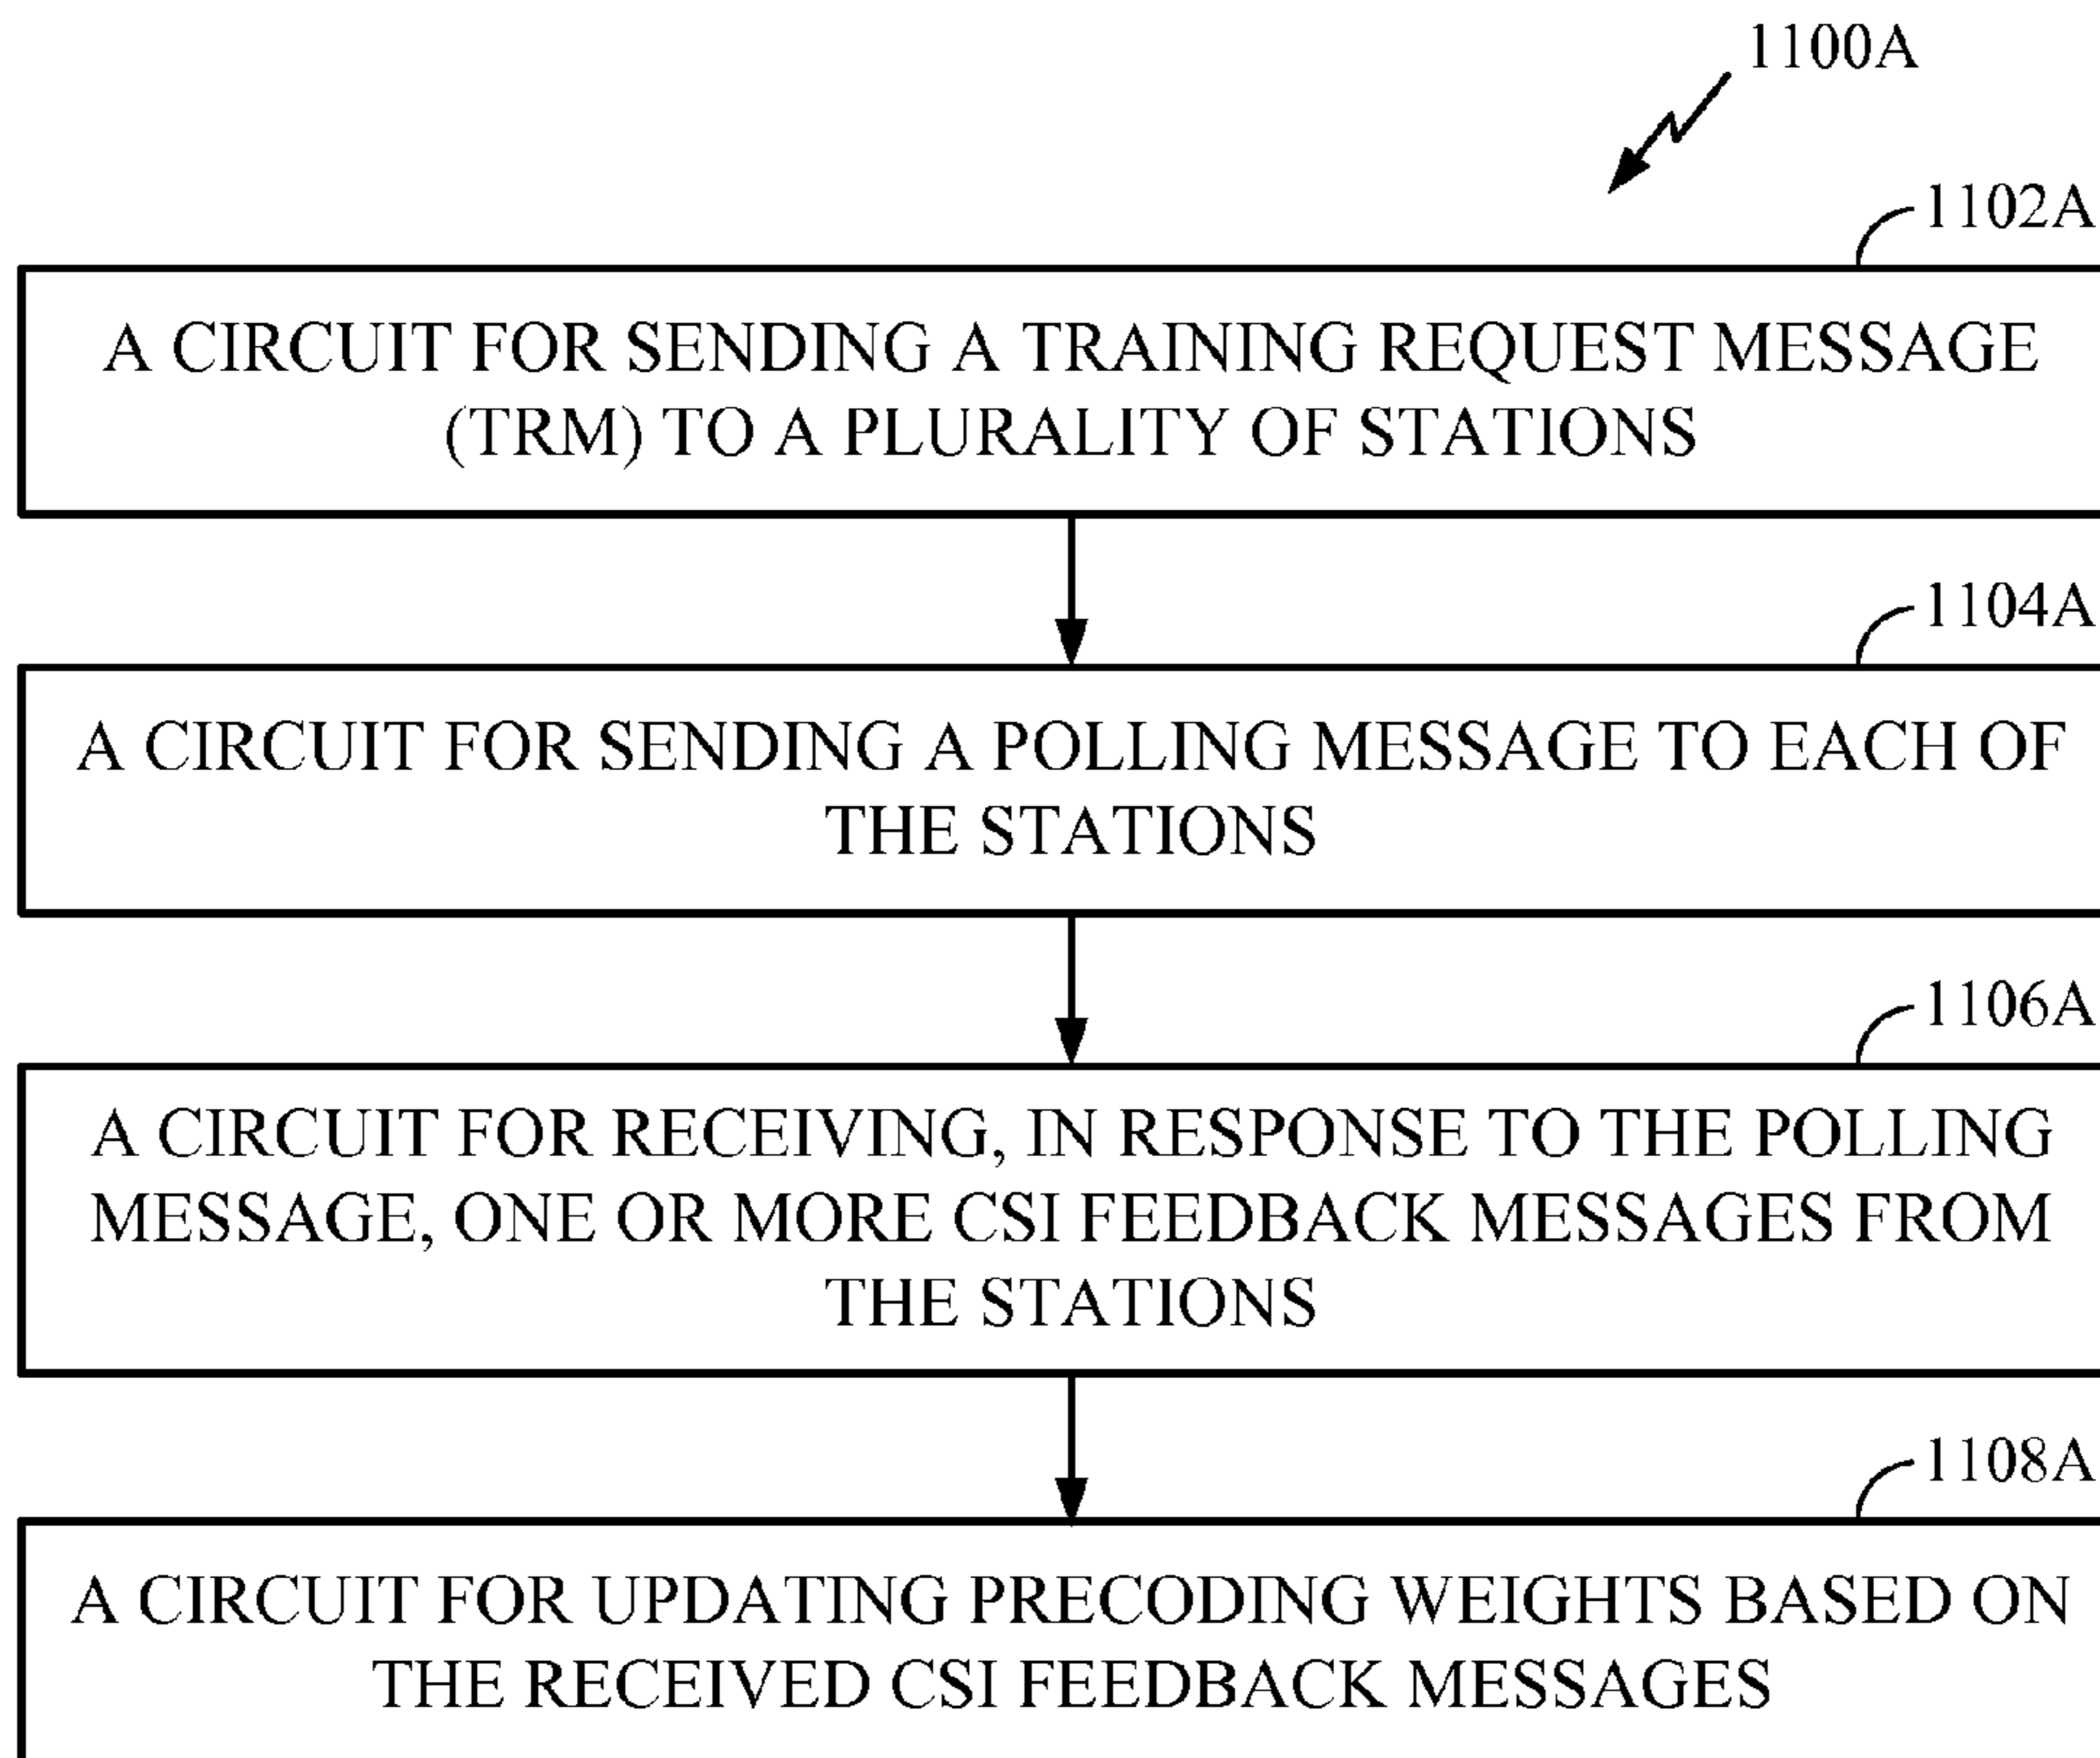 1100A
1102A
A CIRCUIT FOR SENDING A TRAINING REQUEST MESSAGE
(TRM) TO A PLURALITY OF STATIONS
1104A
A CIRCUIT FOR SENDING A POLLING MESSAGE TO EACH OF
THE STATIONS
1106A
A CIRCUIT FOR RECEIVING, IN RESPONSE TO THE POLLING
MESSAGE, ONE OR MORE CSI FEEDBACK MESSAGES FROM
THE STATIONS
1108A
A CIRCUIT FOR UPDATING PRECODING WEIGHTS BASED ON
THE RECEIVED CSI FEEDBACK MESSAGES